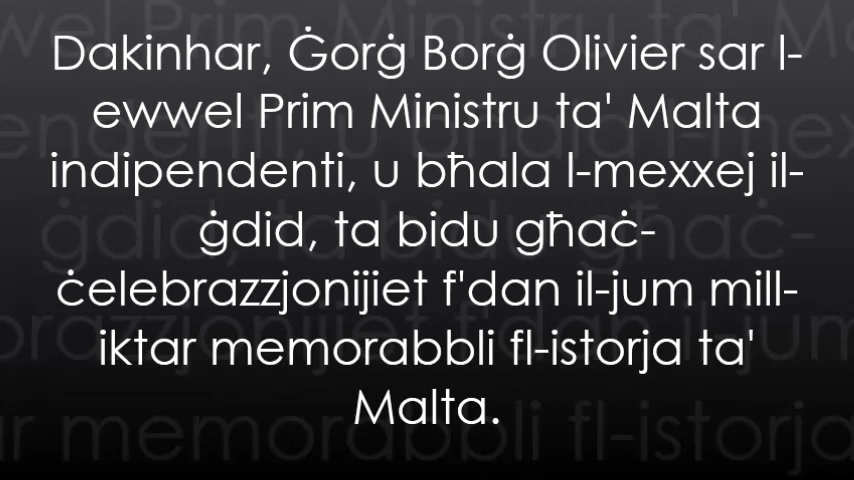 Dakinhar, Ġorġ Borġ Olivier sar l-
ewwel Prim Ministru ta' Malta
indipendenti, u bħala l-mexxej il-
ġdid, ta bidu għaċ-
ċelebrazzjonijiet f'dan il-jum mill-
iktar memorabbli fl-istorja ta'
Malta.